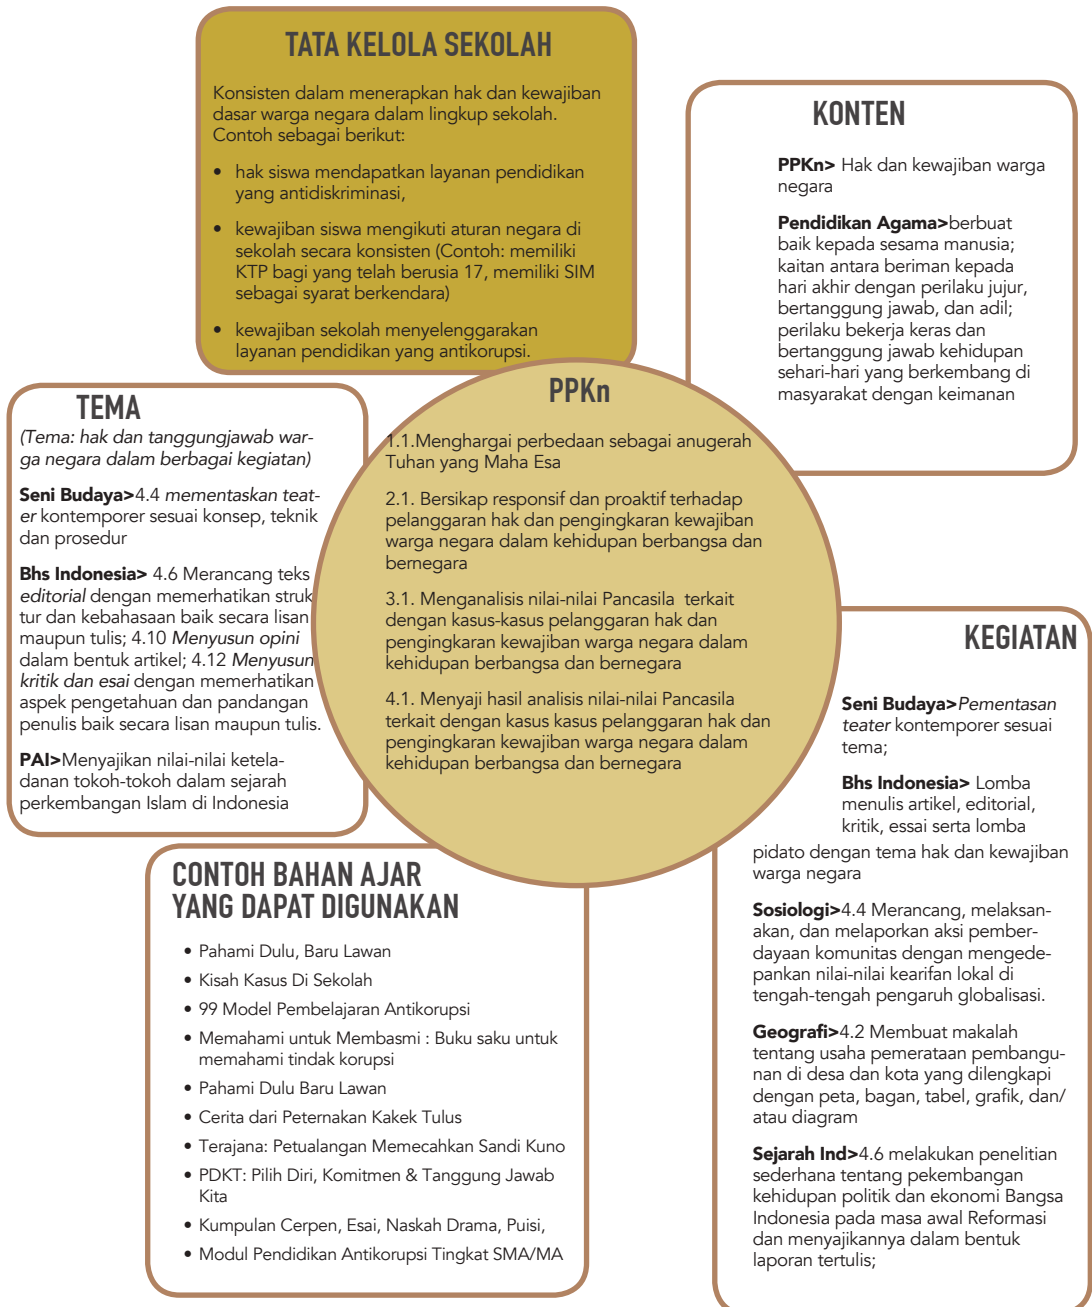 TATA KELOLA SEKOLAH
Konsisten dalam menerapkan hak dan kewajiban
dasar warga negara dalam lingkup sekolah.
Contoh sebagai berikut:
• hak siswa mendapatkan layanan pendidikan
yang antidiskriminasi,
• kewajiban siswa mengikuti aturan negara di
sekolah secara konsisten (Contoh: memiliki
KTP bagi yang telah berusia 17, memiliki SIM
sebagai syarat berkendara)
• kewajiban sekolah menyelenggarakan
layanan pendidikan yang antikorupsi.
KONTEN
PPKn> Hak dan kewajiban warga
negara
Pendidikan Agama>berbuat
baik kepada sesama manusia;
kaitan antara beriman kepada
hari akhir dengan perilaku jujur,
bertanggung jawab, dan adil;
perilaku bekerja keras dan
bertanggung jawab kehidupan
sehari-hari yang berkembang di
masyarakat dengan keimanan
TEMA
(Tema: hak dan tanggungjawab war-
ga negara dalam berbagai kegiatan)
Seni Budaya>4.4 mementaskan teat-
er kontemporer sesuai konsep, teknik
dan prosedur
Bhs Indonesia> 4.6 Merancang teks
editorial dengan memerhatikan struk
tur dan kebahasaan baik secara lisan
maupun tulis; 4.10 Menyusun opini
dalam bentuk artikel; 4.12 Menyusun
kritik dan esai dengan memerhatikan
aspek pengetahuan dan pandangan
penulis baik secara lisan maupun tulis.
PAI>Menyajikan nilai-nilai ketela-
danan tokoh-tokoh dalam sejarah
perkembangan Islam di Indonesia
PPKn
1.1.Menghargai perbedaan sebagai anugerah
Tuhan yang Maha Esa
2.1. Bersikap responsif dan proaktif terhadap
pelanggaran hak dan pengingkaran kewajiban
warga negara dalam kehidupan berbangsa dan
bernegara
3.1. Menganalisis nilai-nilai Pancasila terkait
dengan kasus-kasus pelanggaran hak dan
pengingkaran kewajiban warga negara dalam
kehidupan berbangsa dan bernegara
4.1. Menyaji hasil analisis nilai-nilai Pancasila
terkait dengan kasus kasus pelanggaran hak dan
pengingkaran kewajiban warga negara dalam
kehidupan berbangsa dan bernegara
KEGIATAN
Seni Budaya>Pementasan
teater kontemporer sesuai
tema;
Bhs Indonesia> Lomba
menulis artikel, editorial,
kritik, essai serta lomba
pidato dengan tema hak dan kewajiban
warga negara
Sosiologi>4.4 Merancang, melaksan-
akan, dan melaporkan aksi pember-
dayaan komunitas dengan mengede-
pankan nilai-nilai kearifan lokal di
tengah-tengah pengaruh globalisasi.
Geografi>4.2 Membuat makalah
tentang usaha pemerataan pembangu-
nan di desa dan kota yang dilengkapi
dengan peta, bagan, tabel, grafik, dan/
atau diagram
Sejarah Ind>4.6 melakukan penelitian
sederhana tentang pekembangan
kehidupan politik dan ekonomi Bangsa
Indonesia pada masa awal Reformasi
dan menyajikannya dalam bentuk
laporan tertulis;
CONTOH BAHAN AJAR
YANG DAPAT DIGUNAKAN
• Pahami Dulu, Baru Lawan
• Kisah Kasus Di Sekolah
• 99 Model Pembelajaran Antikorupsi
• Memahami untuk Membasmi : Buku saku untuk
memahami tindak korupsi
• Pahami Dulu Baru Lawan
• Cerita dari Peternakan Kakek Tulus
• Terajana: Petualangan Memecahkan Sandi Kuno
• PDKT: Pilih Diri, Komitmen & Tanggung Jawab
Kita
• Kumpulan Cerpen, Esai, Naskah Drama, Puisi,
• Modul Pendidikan Antikorupsi Tingkat SMA/MA